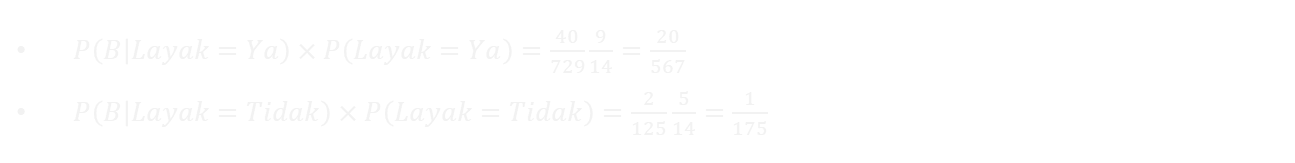 • P(B|Layak = Ya) × P(Layak = Ya) = 40/729 9/14 = 20/567
• P(B|Layak = Tidak) × P(Layak = Tidak) = 2/125 5/14 = 1/175